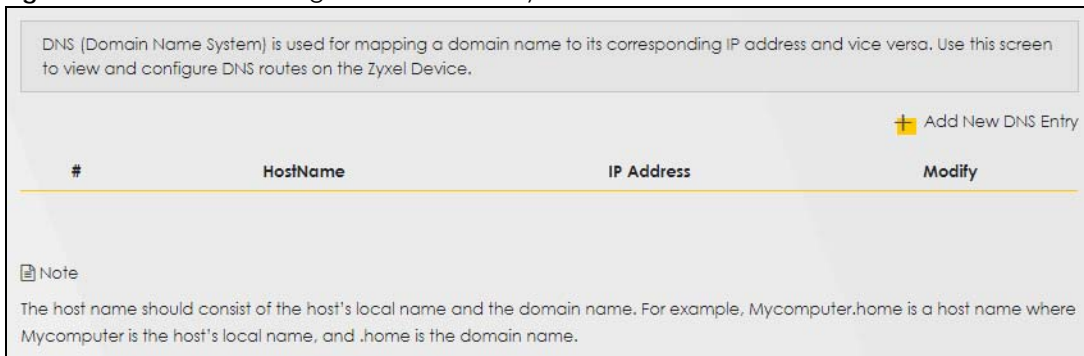 DNS (Domain Name System) is used for mapping a domain name to its corresponding IP address and vice versa. Use this screen
to view and configure DNS routes on the Zyxel Device.
+ Add New DNS Entry
# HostName IP Address Modify
Note
The host name should consist of the host's local name and the domain name. For example, Mycomputer.home is a host name where
Mycomputer is the host's local name, and .home is the domain name.